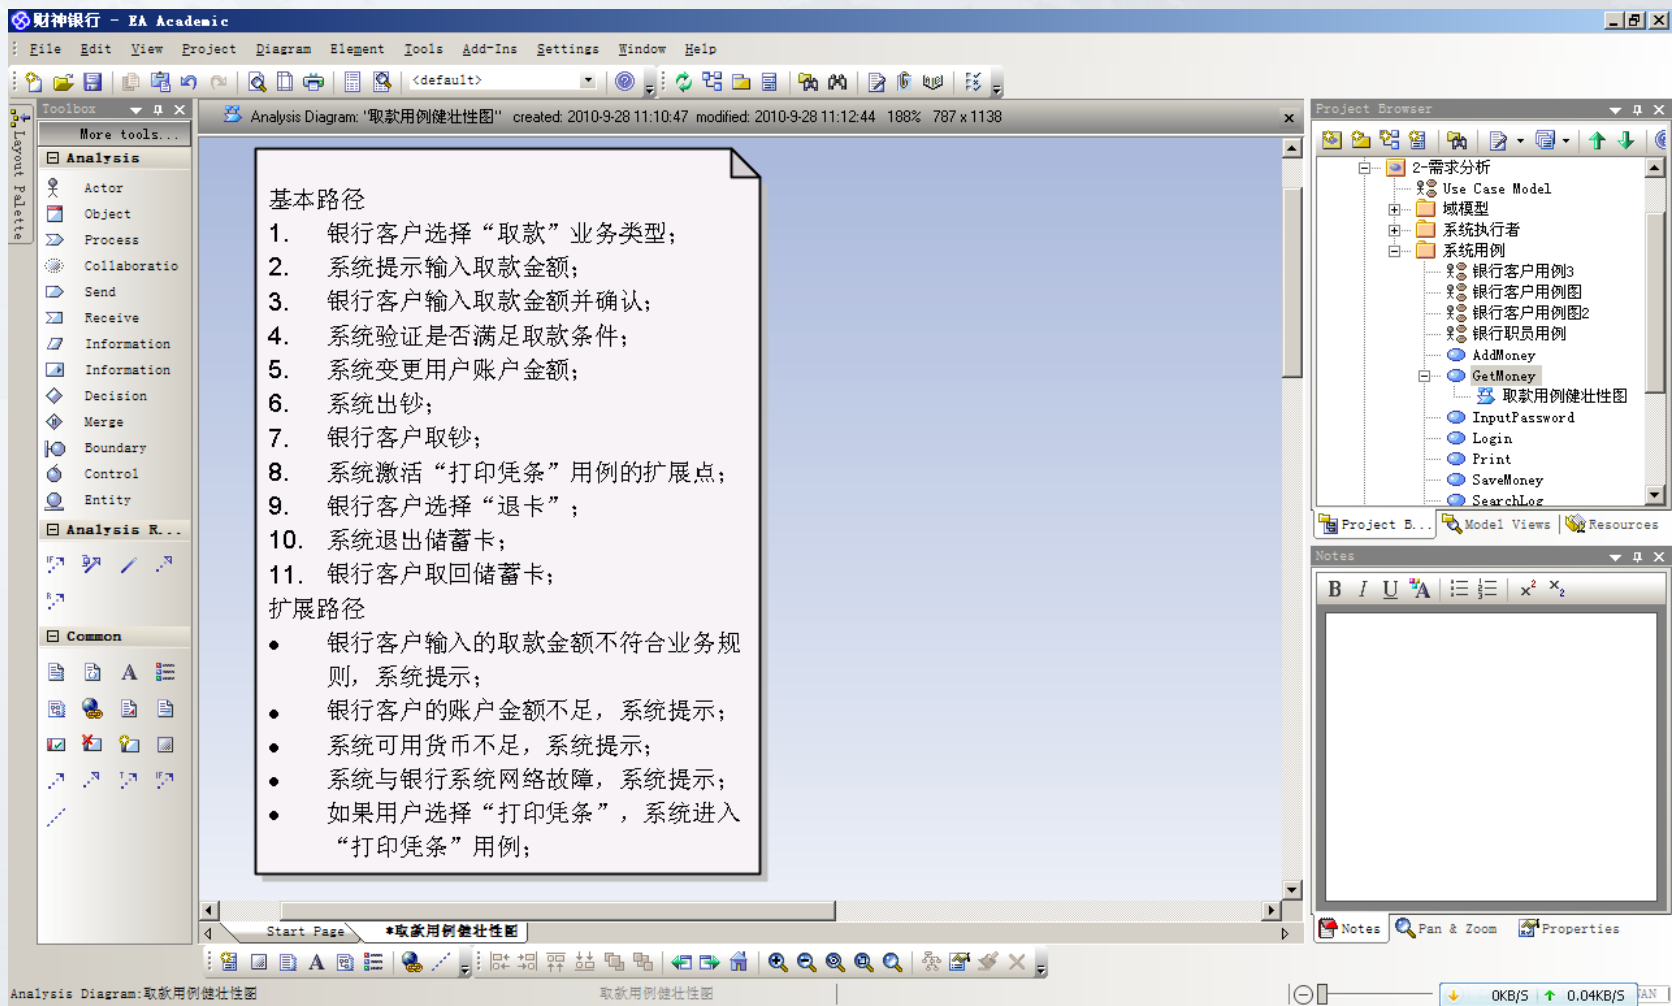 财神银行 - EA Academic
File Edit View Project Diagram Element Tools Add-Ins Settings Window Help
<default>
Layout Palette
Toolbox
More tools...
Analysis
Actor
Object
Process
Collaboratio
Send
Receive
Information
Information
Decision
Merge
Boundary
Control
Entity
Analysis R...
Common
Analysis Diagram: "取款用例健壮性图" created: 2010-9-28 11:10:47 modified: 2010-9-28 11:12:44 188% 787 x 1138
基本路径
1. 银行客户选择“取款”业务类型；
2. 系统提示输入取款金额；
3. 银行客户输入取款金额并确认；
4. 系统验证是否满足取款条件；
5. 系统变更用户账户金额；
6. 系统出钞；
7. 银行客户取钞；
8. 系统激活“打印凭条”用例的扩展点；
9. 银行客户选择“退卡”；
10. 系统退出储蓄卡；
11. 银行客户取回储蓄卡；
扩展路径
• 银行客户输入的取款金额不符合业务规
则，系统提示；
• 银行客户的账户金额不足，系统提示；
• 系统可用货币不足，系统提示；
• 系统与银行系统网络故障，系统提示；
• 如果用户选择“打印凭条”，系统进入
“打印凭条”用例；
Start Page *取款用例健壮性图
Project Browser
2-需求分析
Use Case Model
域模型
系统执行者
系统用例
银行客户用例3
银行客户用例图
银行客户用例图2
银行职员用例
AddMoney
GetMoney
取款用例健壮性图
InputPassword
Login
Print
SaveMoney
SearchLog
Project B... Model Views Resources
Notes
B I U A x² x₂
Notes Pan & Zoom Properties
Analysis Diagram:取款用例健壮性图 取款用例健壮性图
0KB/S 0.04KB/S